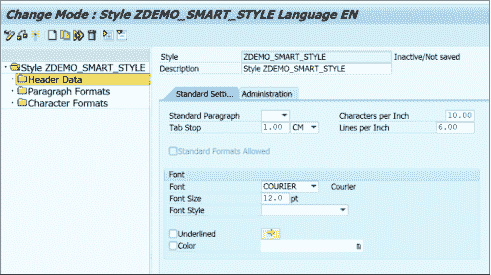 Change Mode : Style ZDEMO_SMART_STYLE Language EN
Style ZDEMO_SMART_STYLE
Header Data
Paragraph Formats
Character Formats
Style ZDEMO_SMART_STYLE Inactive/Not saved
Description Style ZDEMO_SMART_STYLE
Standard Setti... Administration
Standard Paragraph Characters per Inch 10.00
Tab Stop 1.00 CM Lines per Inch 6.00
Standard Formats Allowed
Font
Font COURIER Courier
Font Size 12.0 pt
Font Style
Underlined
Color